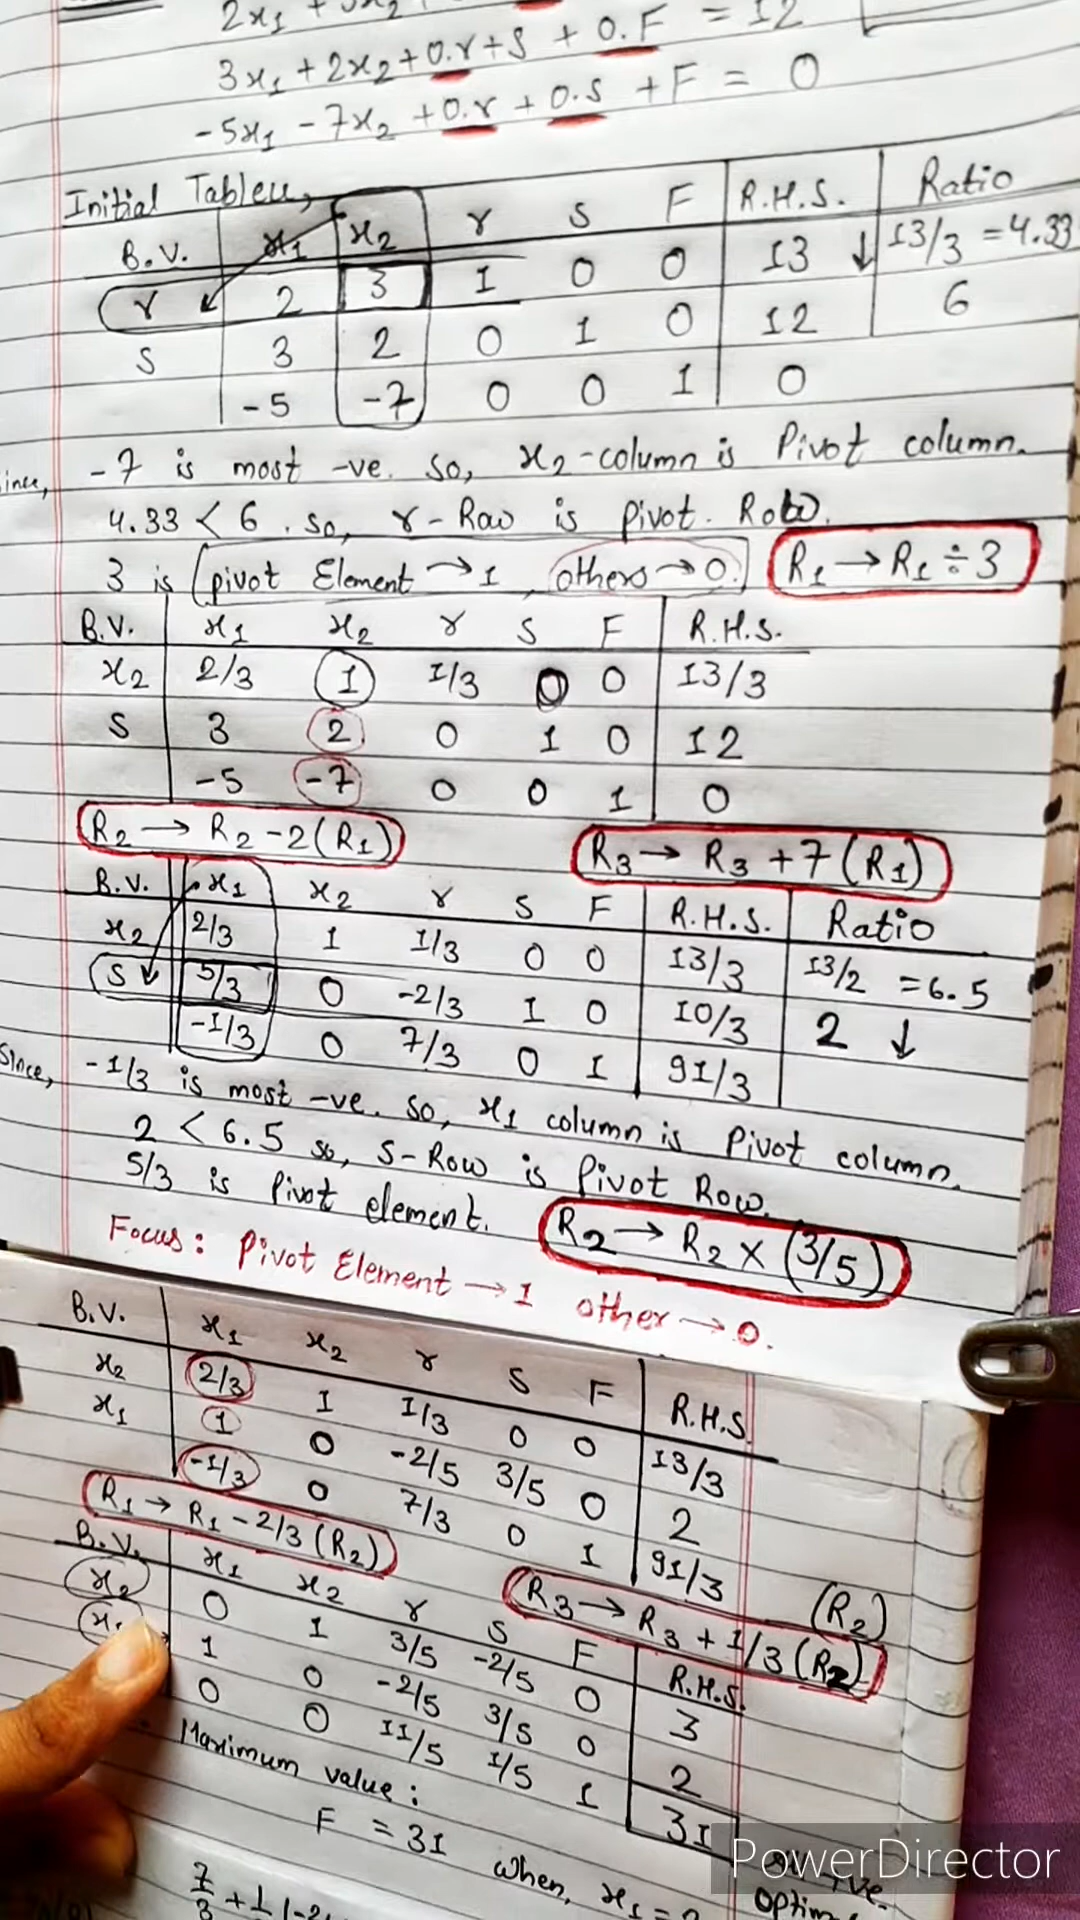 2x₁ +
3x₁ + 2x₂ + 0.r + S + 0.F = 12
-5x₁ - 7x₂ + 0.r + 0.S + F = 0
Initial Tableu,
B.V. x₁ x₂ r S F R.H.S. Ratio
r 2 3 1 0 0 13 ↓ 13/3 = 4.33
S 3 2 0 1 0 12 6
-5 -7 0 0 1 0
Since, -7 is most -ve. So, x₂-column is Pivot column.
4.33 < 6. so, r-Row is pivot Row.
3 is pivot Element → 1, others → 0. R₁ → R₁ ÷ 3
B.V. x₁ x₂ r S F R.H.S.
x₂ 2/3 1 1/3 0 0 13/3
S 3 2 0 1 0 12
-5 -7 0 0 1 0
R₂ → R₂ - 2(R₁) R₃ → R₃ + 7(R₁)
B.V. x₁ x₂ r S F R.H.S. Ratio
x₂ 2/3 1 1/3 0 0 13/3 13/2 = 6.5
S 5/3 0 -2/3 1 0 10/3 2 ↓
-1/3 0 7/3 0 1 91/3
Since, -1/3 is most -ve. So, x₁ column is Pivot column.
2 < 6.5 so, S-Row is Pivot Row.
5/3 is Pivot element. R₂ → R₂ × (3/5)
Focus: Pivot Element → 1 other → 0.
B.V. x₁ x₂ r S F R.H.S.
x₂ 2/3 1 1/3 0 0 13/3
x₁ 1 0 -2/5 3/5 0 2
-1/3 0 7/3 0 1 91/3
R₁ → R₁ - 2/3 (R₂) (R₂)
R₃ → R₃ + 1/3 (R₂)
B.V. x₁ x₂ r S F R.H.S.
x₂ 0 1 3/5 -2/5 0 3
x₁ 1 0 -2/5 3/5 0 2
0 0 11/5 1/5 1 31
Maximum value:
F = 31 when, x₁ =
7/3 + 1
PowerDirector